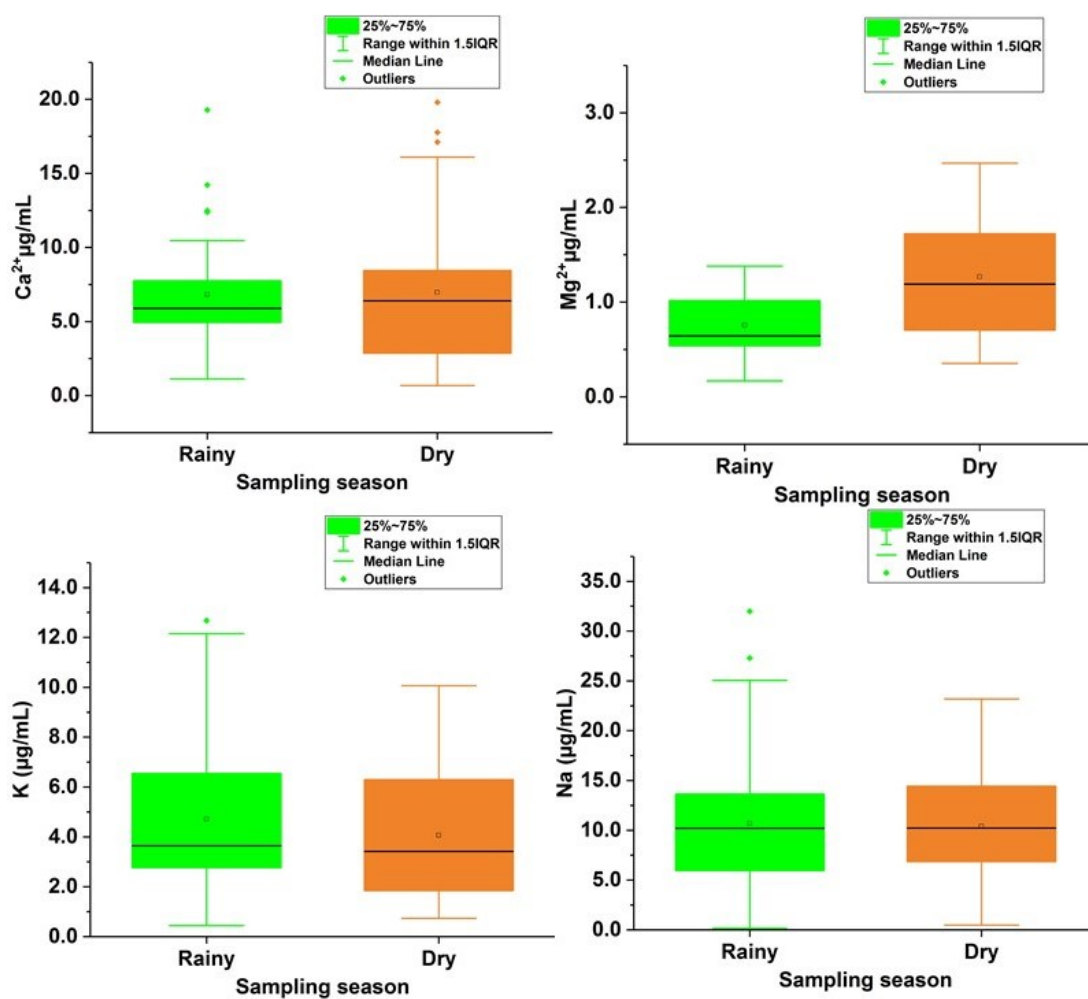 25%~75%
Range within 1.5IQR
Median Line
Outliers
20.0
15.0
10.0
5.0
0.0
Ca²⁺µg/mL
Rainy
Dry
Sampling season
25%~75%
Range within 1.5IQR
Median Line
Outliers
3.0
2.0
1.0
0.0
Mg²⁺µg/mL
Rainy
Dry
Sampling season
25%~75%
Range within 1.5IQR
Median Line
Outliers
14.0
12.0
10.0
8.0
6.0
4.0
2.0
0.0
K (µg/mL)
Rainy
Dry
Sampling season
25%~75%
Range within 1.5IQR
Median Line
Outliers
35.0
30.0
25.0
20.0
15.0
10.0
5.0
0.0
Na (µg/mL)
Rainy
Dry
Sampling season